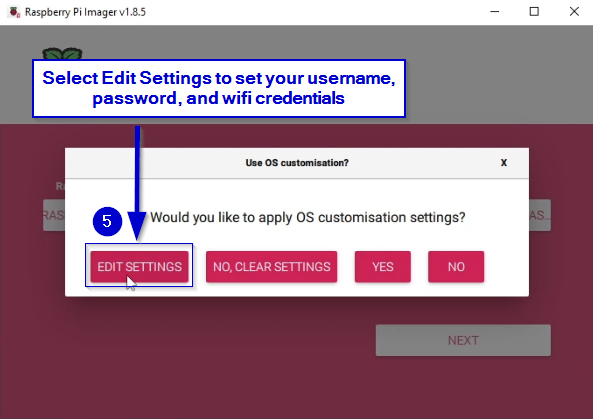 Raspberry Pi Imager v1.8.5
Select Edit Settings to set your username,
password, and wifi credentials
Use OS customisation?
X
5
Would you like to apply OS customisation settings?
EDIT SETTINGS
NO, CLEAR SETTINGS
YES
NO
NEXT